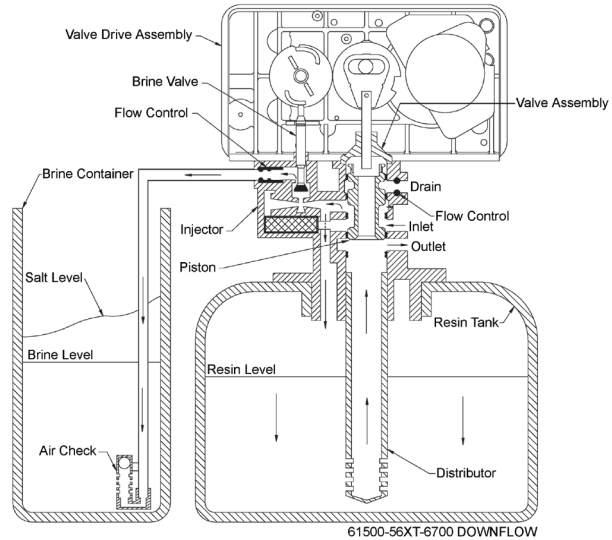 Valve Drive Assembly
Brine Valve
Flow Control
Valve Assembly
Brine Container
Drain
Flow Control
Injector
Inlet
Outlet
Piston
Salt Level
Resin Tank
Brine Level
Resin Level
Air Check
Distributor
61500-56XT-6700 DOWNFLOW